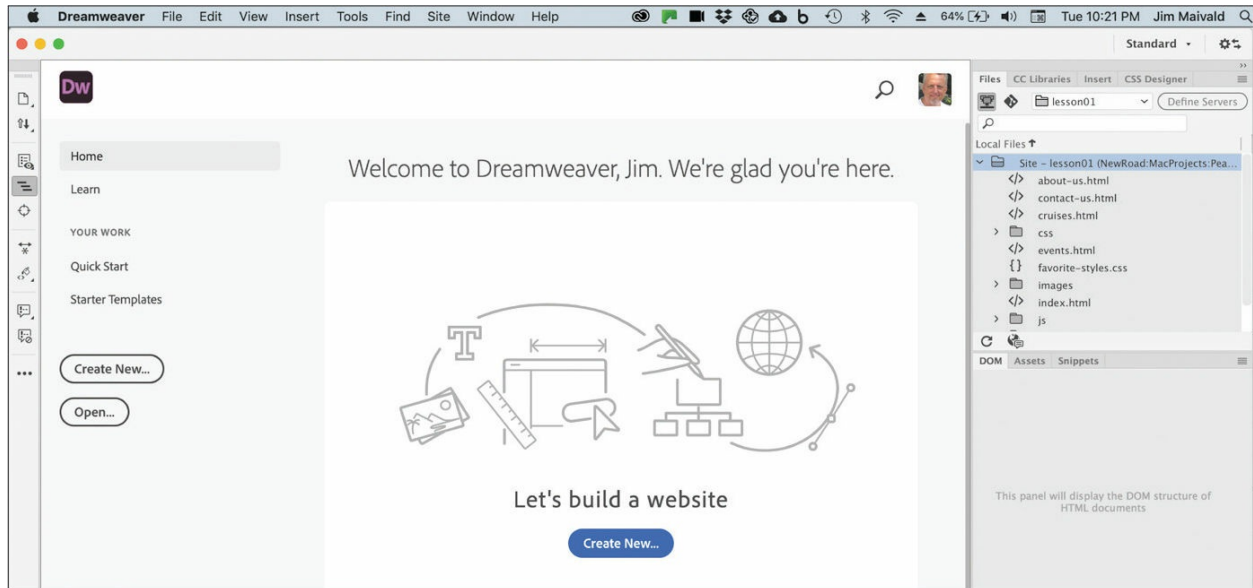 Dreamweaver File Edit View Insert Tools Find Site Window Help 64% Tue 10:21 PM Jim Maivald
Standard
Dw
Home
Learn
YOUR WORK
Quick Start
Starter Templates
Create New...
Open...
Welcome to Dreamweaver, Jim. We're glad you're here.
T
Let's build a website
Create New...
Files CC Libraries Insert CSS Designer
lesson01 Define Servers
Local Files
Site - lesson01 (NewRoad:MacProjects:Pea...
about-us.html
contact-us.html
cruises.html
css
events.html
favorite-styles.css
images
index.html
js
DOM Assets Snippets
This panel will display the DOM structure of
HTML documents